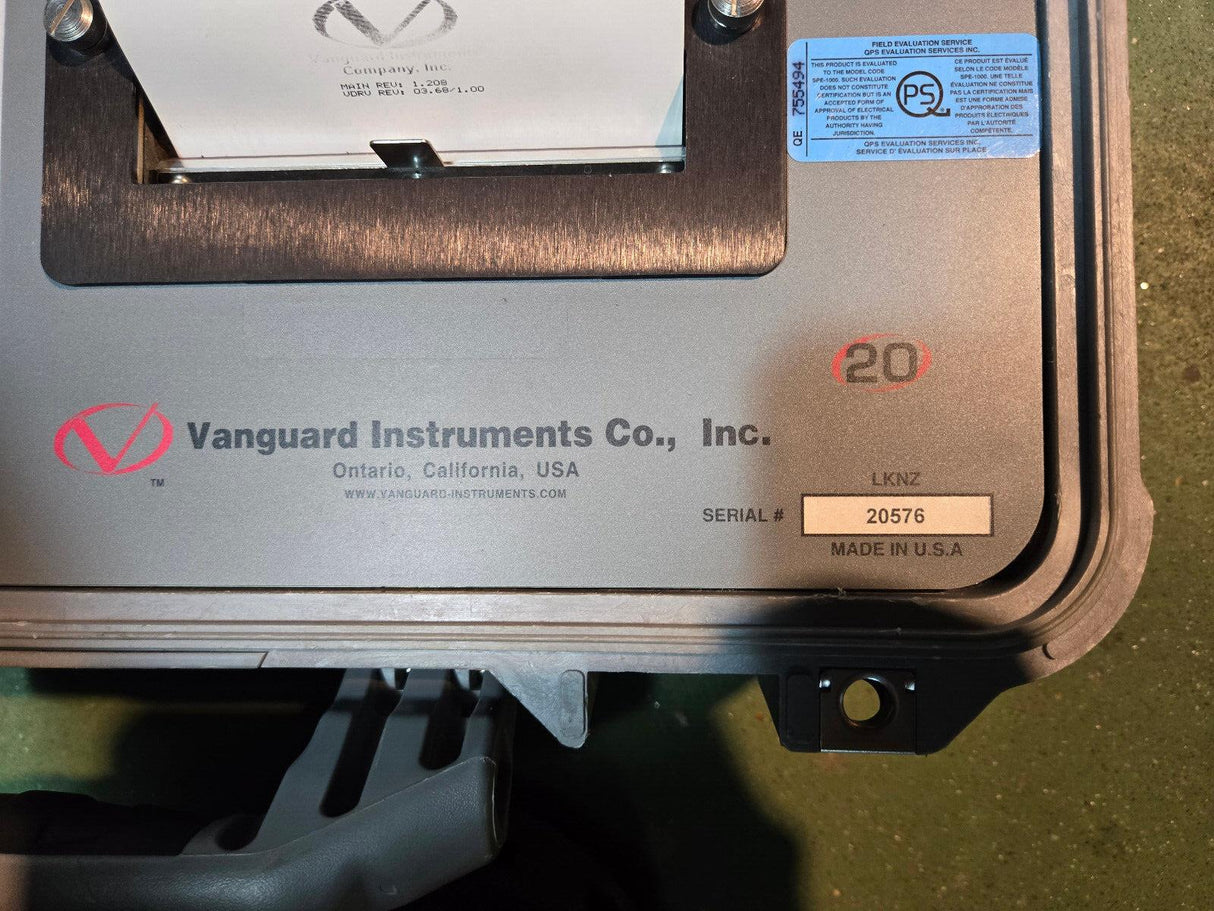 Vanguard Instruments
Company, Inc.
MAIN REV: 1.208
VDRV REV: 03.68/1.00
FIELD EVALUATION SERVICE
QPS EVALUATION SERVICES INC.
QE 755494
THIS PRODUCT IS EVALUATED
TO THE MODEL CODE
SPE-1000. SUCH EVALUATION
DOES NOT CONSTITUTE
CERTIFICATION BUT IS AN
ACCEPTED FORM OF
APPROVAL OF ELECTRICAL
PRODUCTS BY THE
AUTHORITY HAVING
JURISDICTION.
QPS
CE PRODUIT EST ÉVALUÉ
SELON LE CODE MODÈLE
SPE-1000. UNE TELLE
ÉVALUATION NE CONSTITUE
PAS LA CERTIFICATION MAIS
EST UNE FORME ADMISE
D'APPROBATION DES
PRODUITS ÉLECTRIQUES
PAR L'AUTORITÉ
COMPÉTENTE.
QPS EVALUATION SERVICES INC.
SERVICE D' ÉVALUATION SUR PLACE
20
Vanguard Instruments Co., Inc.
TM
Ontario, California, USA
WWW.VANGUARD-INSTRUMENTS.COM
LKNZ
SERIAL # 20576
MADE IN U.S.A